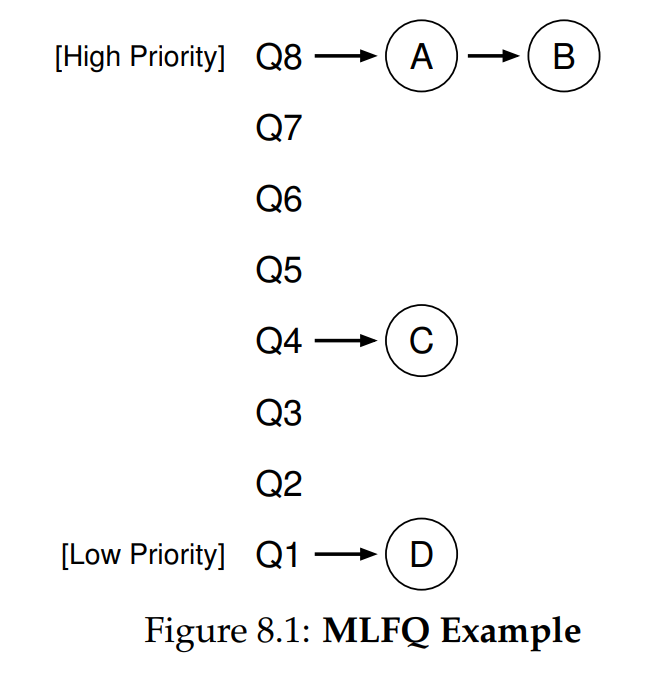 [High Priority] Q8 A B
Q7
Q6
Q5
Q4 C
Q3
Q2
[Low Priority] Q1 D
Figure 8.1: MLFQ Example